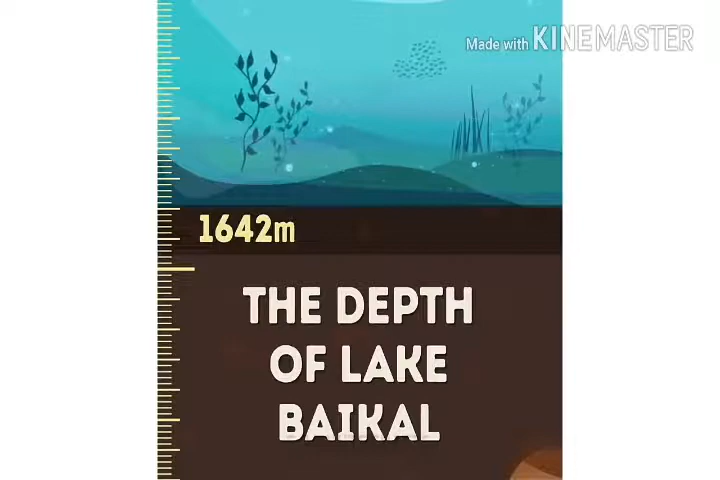 Made with KINEMASTER
1642m
THE DEPTH
OF LAKE
BAIKAL